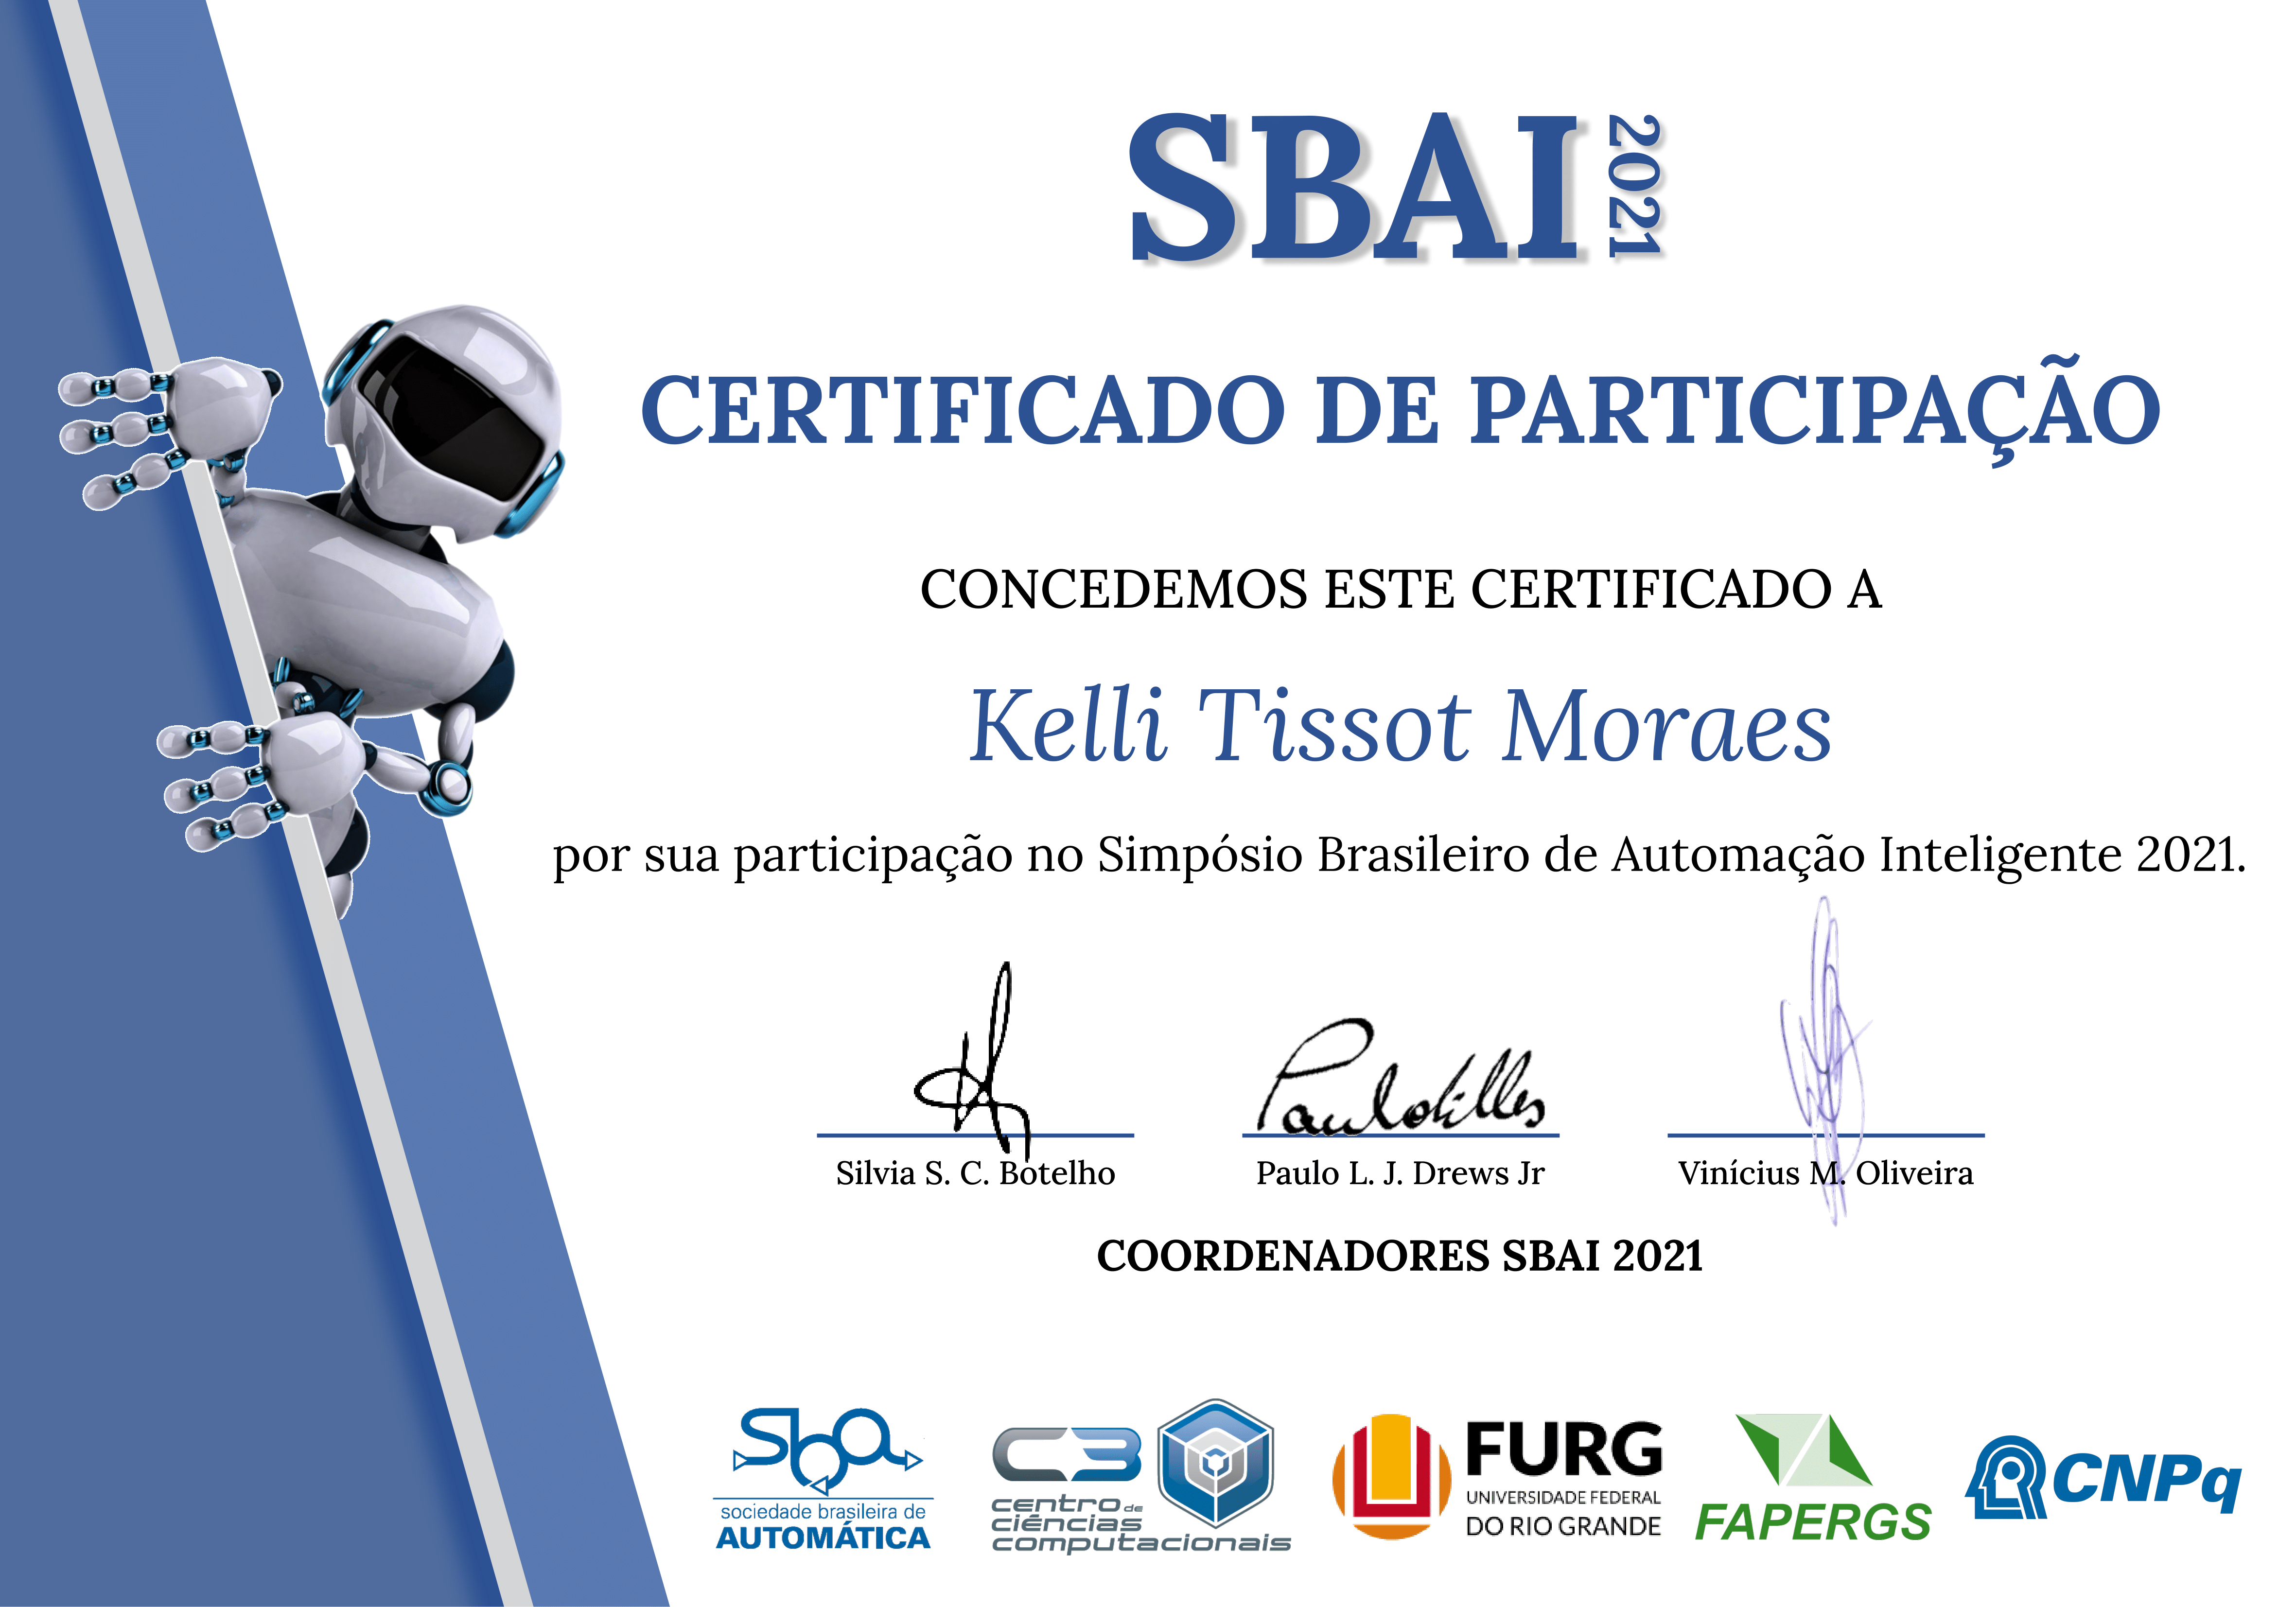 SBAI 2021
CERTIFICADO DE PARTICIPAÇÃO
CONCEDEMOS ESTE CERTIFICADO A
Kelli Tissot Moraes
por sua participação no Simpósio Brasileiro de Automação Inteligente 2021.
Silvia S. C. Botelho
Paulo L. J. Drews Jr
Vinícius M. Oliveira
COORDENADORES SBAI 2021
sba
sociedade brasileira de
AUTOMÁTICA
C3
centro de
ciências
computacionais
FURG
UNIVERSIDADE FEDERAL
DO RIO GRANDE
FAPERGS
CNPq